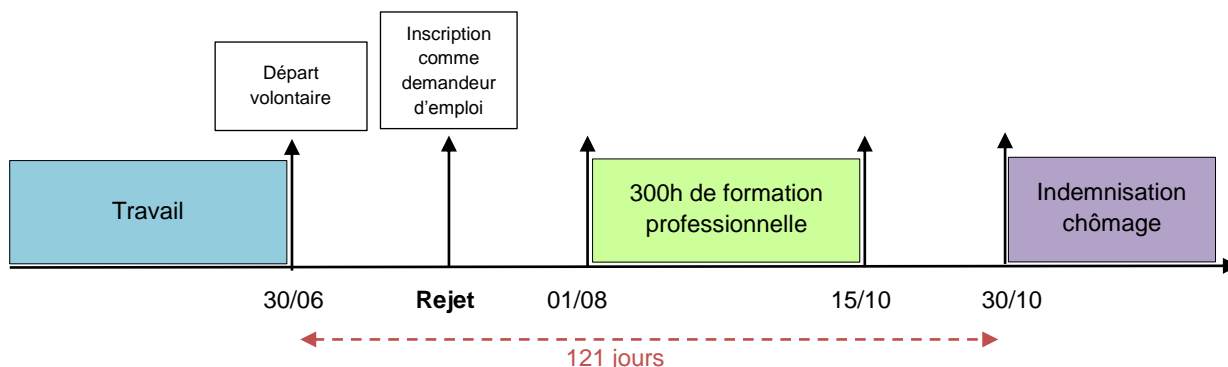 Départ
volontaire
Inscription
comme
demandeur
d'emploi
Travail
300h de formation
professionnelle
Indemnisation
chômage
30/06
Rejet
01/08
15/10
30/10
121 jours